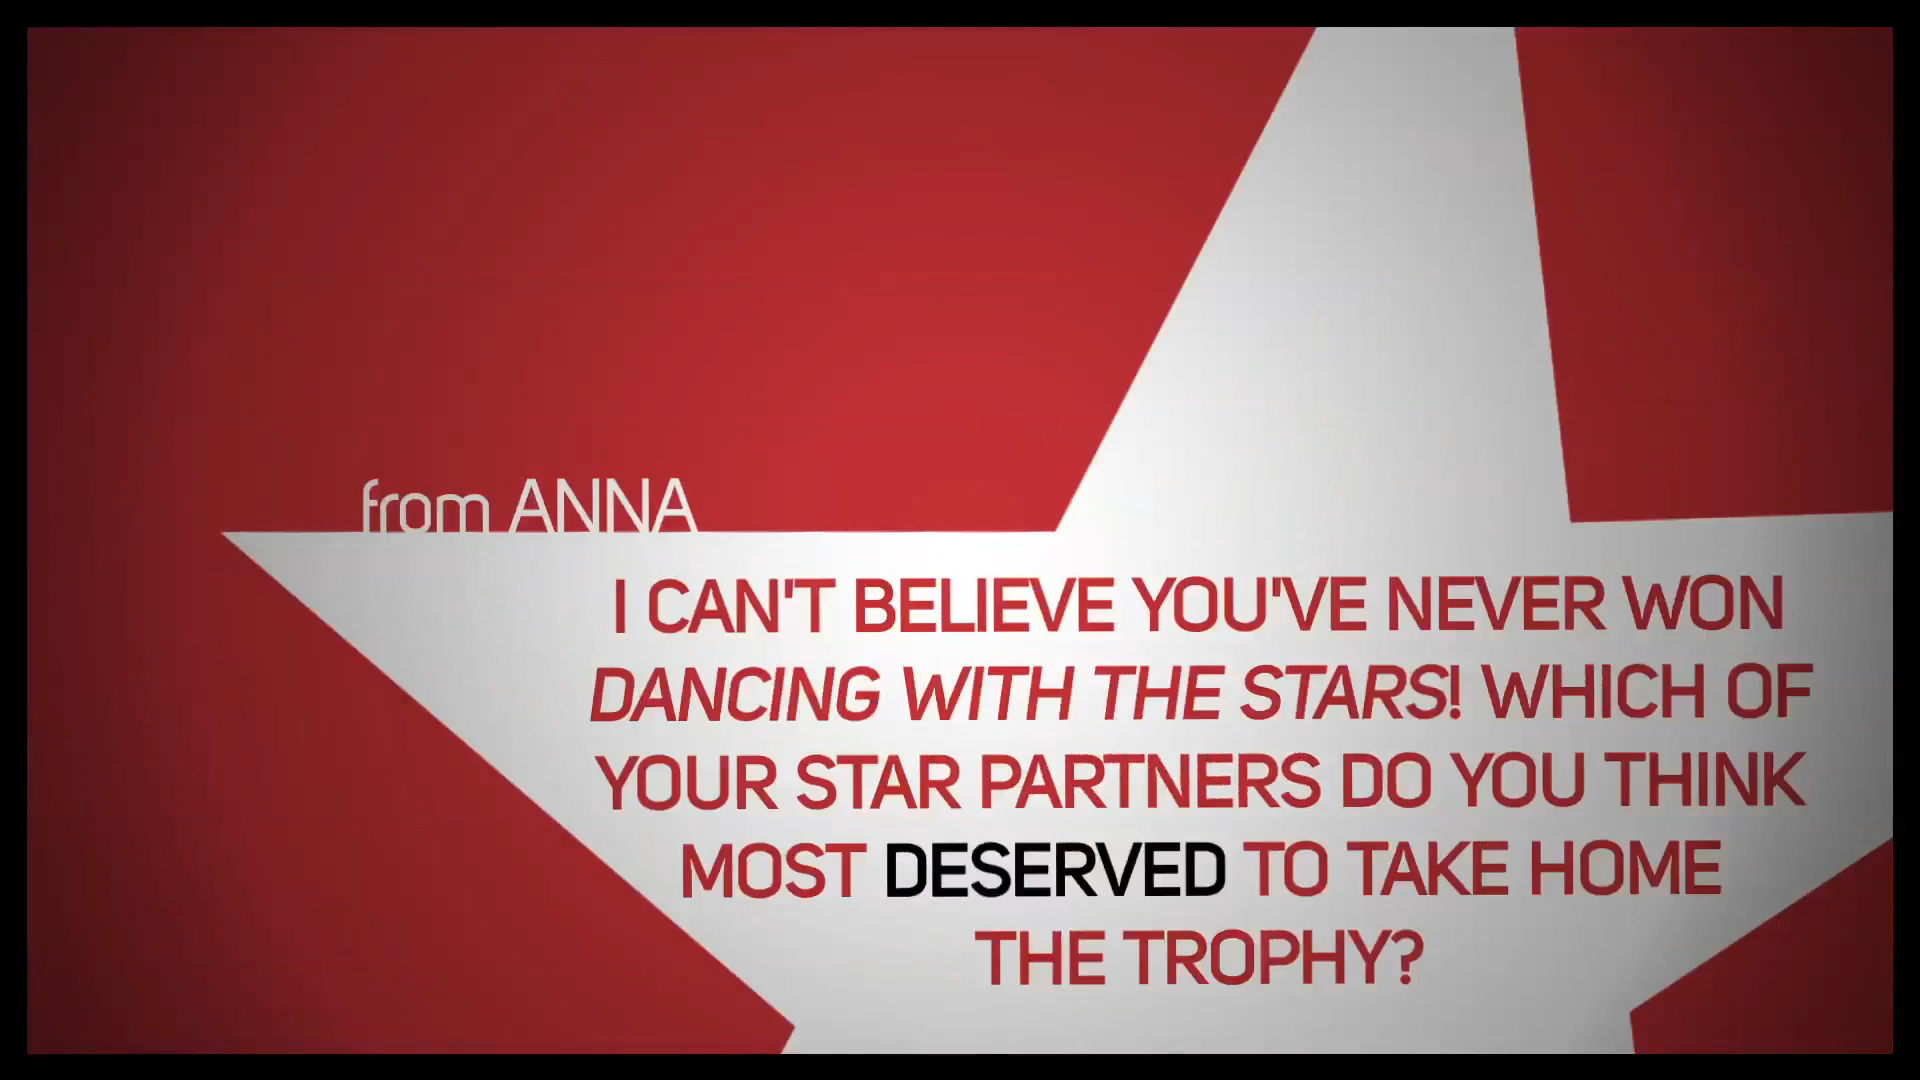 from ANNA
I CAN'T BELIEVE YOU'VE NEVER WON
DANCING WITH THE STARS! WHICH OF
YOUR STAR PARTNERS DO YOU THINK
MOST DESERVED TO TAKE HOME
THE TROPHY?